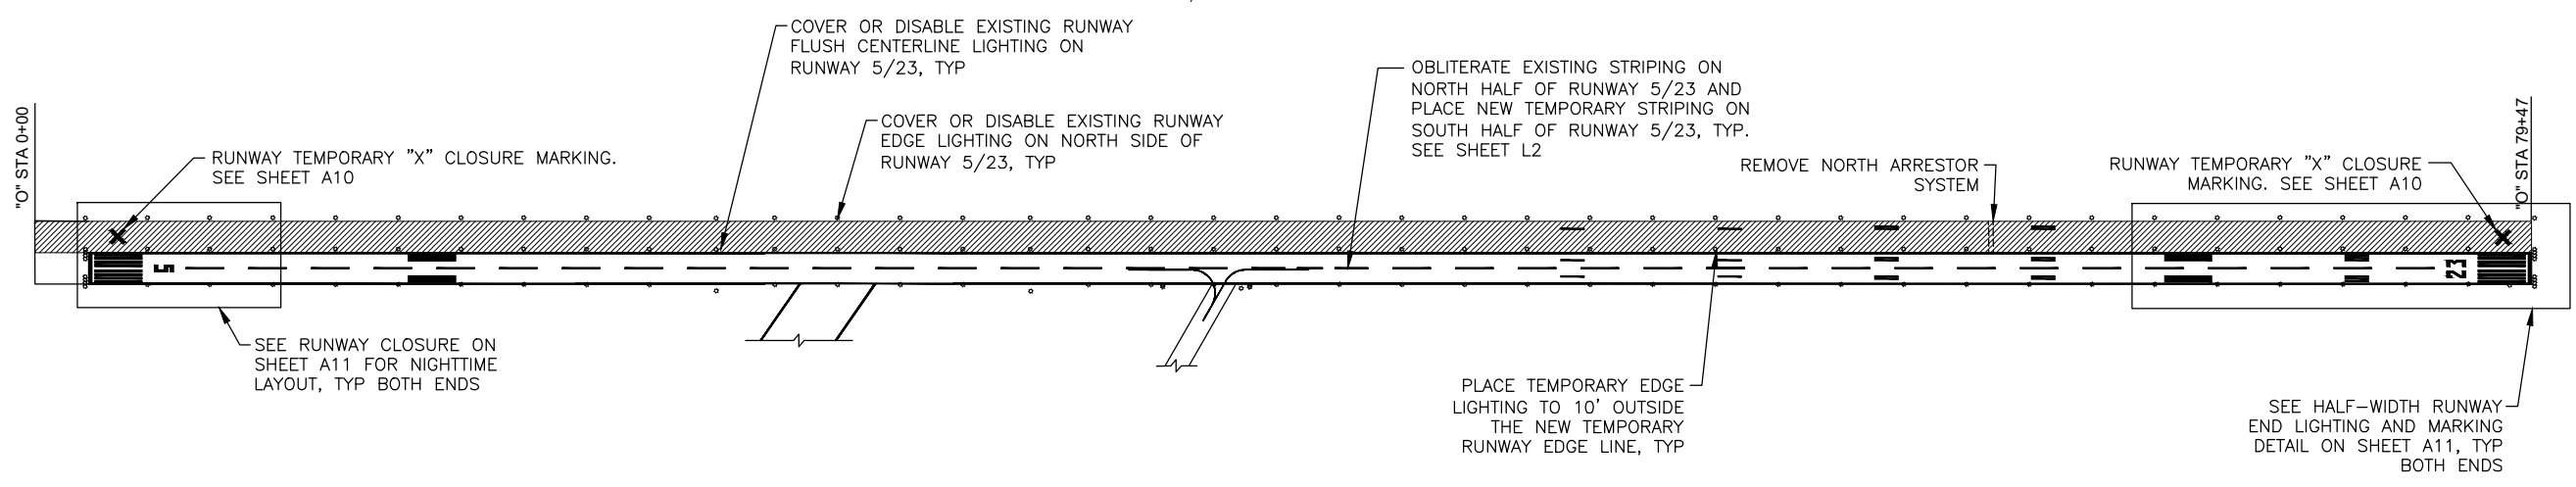 COVER OR DISABLE EXISTING RUNWAY
FLUSH CENTERLINE LIGHTING ON
RUNWAY 5/23, TYP
OBLITERATE EXISTING STRIPING ON
NORTH HALF OF RUNWAY 5/23 AND
PLACE NEW TEMPORARY STRIPING ON
SOUTH HALF OF RUNWAY 5/23, TYP.
SEE SHEET L2
"O" STA 0+00
"O" STA 79+47
COVER OR DISABLE EXISTING RUNWAY
EDGE LIGHTING ON NORTH SIDE OF
RUNWAY 5/23, TYP
RUNWAY TEMPORARY "X" CLOSURE MARKING.
SEE SHEET A10
REMOVE NORTH ARRESTOR
SYSTEM
RUNWAY TEMPORARY "X" CLOSURE
MARKING. SEE SHEET A10
5
23
SEE RUNWAY CLOSURE ON
SHEET A11 FOR NIGHTTIME
LAYOUT, TYP BOTH ENDS
PLACE TEMPORARY EDGE
LIGHTING TO 10' OUTSIDE
THE NEW TEMPORARY
RUNWAY EDGE LINE, TYP
SEE HALF-WIDTH RUNWAY
END LIGHTING AND MARKING
DETAIL ON SHEET A11, TYP
BOTH ENDS